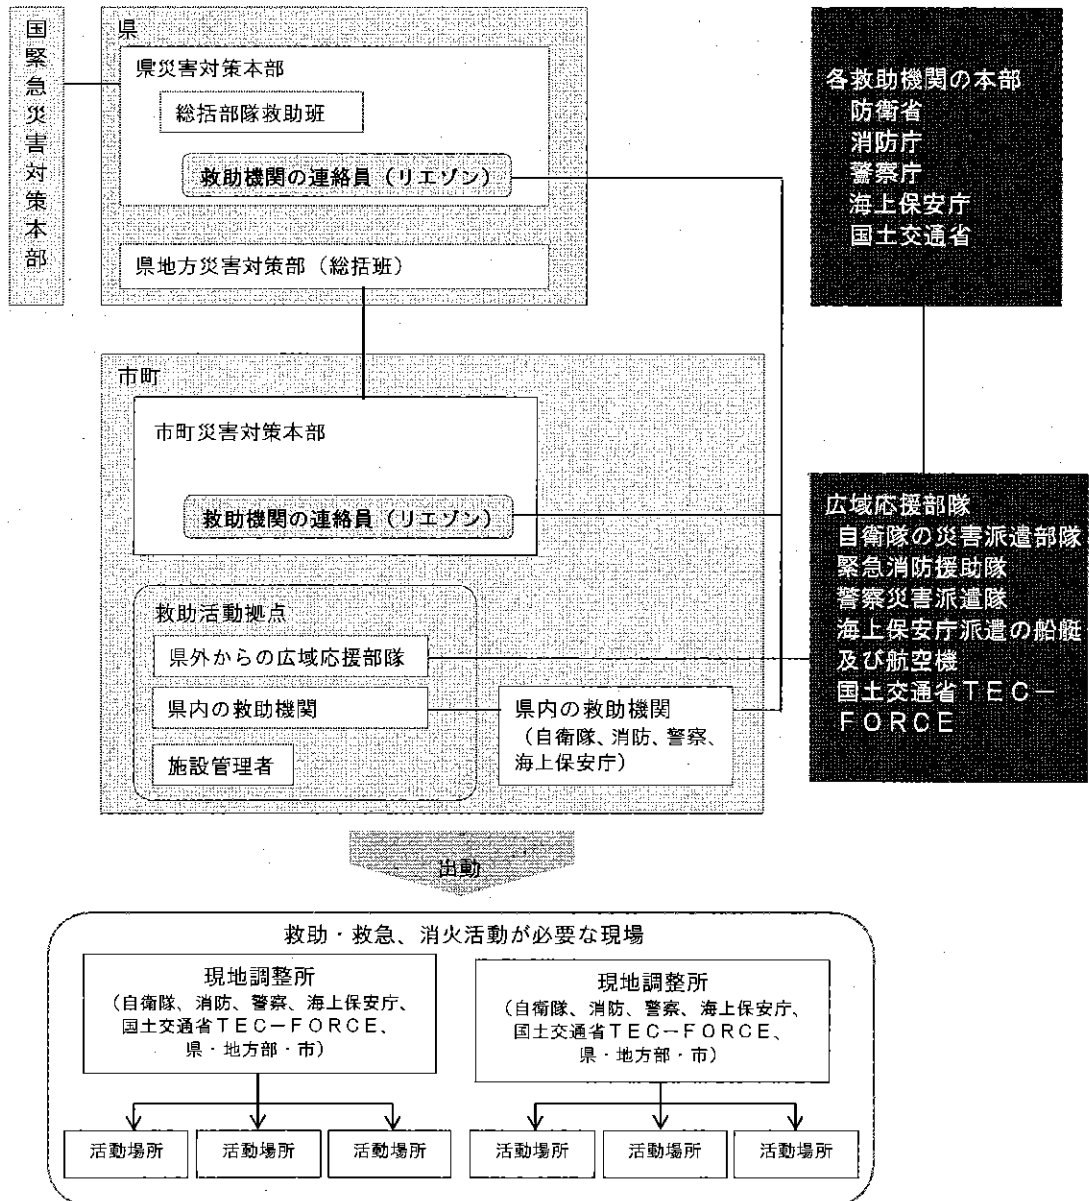 国緊急災害対策本部
県
県災害対策本部
総括部隊救助班
救助機関の連絡員（リエゾン）
県地方災害対策部（総括班）
各救助機関の本部
防衛省
消防庁
警察庁
海上保安庁
国土交通省
市町
市町災害対策本部
救助機関の連絡員（リエゾン）
救助活動拠点
県外からの広域応援部隊
県内の救助機関
施設管理者
県内の救助機関
（自衛隊、消防、警察、
海上保安庁）
広域応援部隊
自衛隊の災害派遣部隊
緊急消防援助隊
警察災害派遣隊
海上保安庁派遣の船艇
及び航空機
国土交通省ＴＥＣ－
ＦＯＲＣＥ
出動
救助・救急、消火活動が必要な現場
現地調整所
（自衛隊、消防、警察、海上保安庁、
国土交通省ＴＥＣ－ＦＯＲＣＥ、
県・地方部・市）
現地調整所
（自衛隊、消防、警察、海上保安庁、
国土交通省ＴＥＣ－ＦＯＲＣＥ、
県・地方部・市）
活動場所
活動場所
活動場所
活動場所
活動場所
活動場所